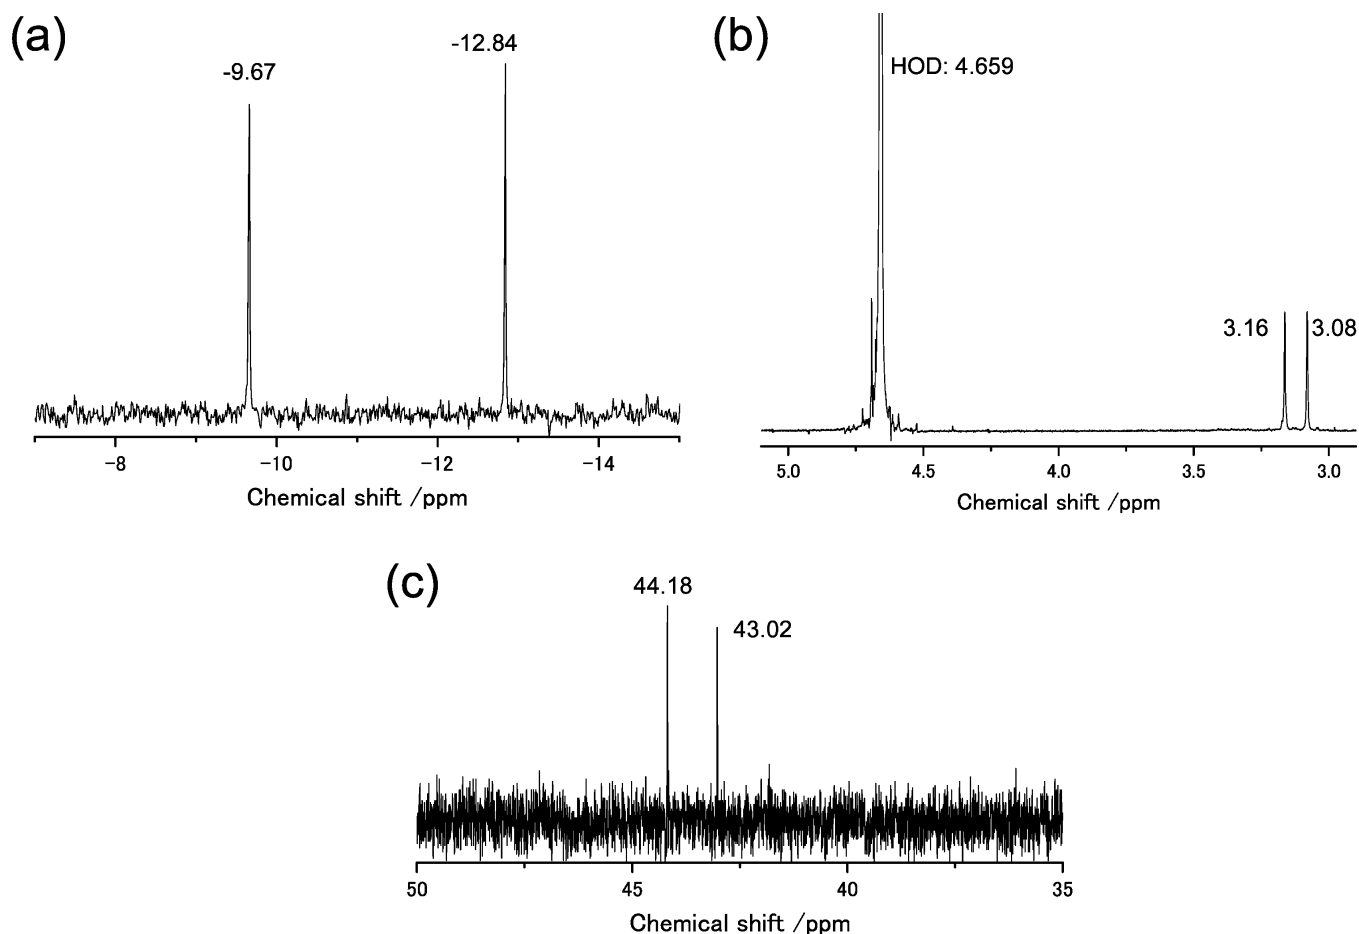 (a)
-9.67
-12.84
-8
-10
-12
-14
Chemical shift /ppm
(b)
HOD: 4.659
3.16
3.08
5.0
4.5
4.0
3.5
3.0
Chemical shift /ppm
(c)
44.18
43.02
50
45
40
35
Chemical shift /ppm